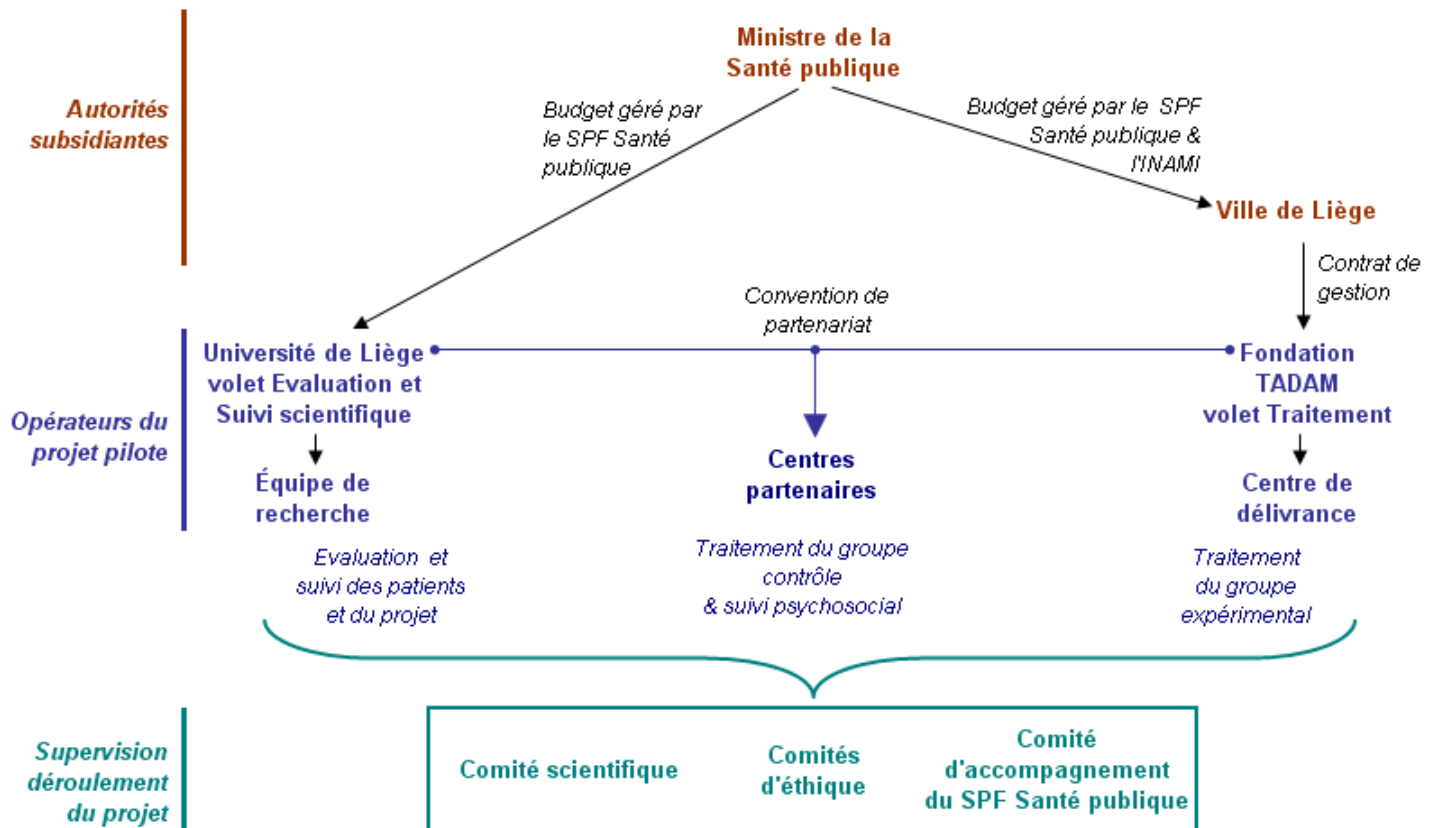 Ministre de la
Santé publique
Autorités
subsidiantes
Budget géré par
le SPF Santé
publique
Budget géré par le SPF
Santé publique &
l'INAMI
Ville de Liège
Contrat de
gestion
Convention de
partenariat
Opérateurs du
projet pilote
Université de Liège
volet Evaluation et
Suivi scientifique
Fondation
TADAM
volet Traitement
Équipe de
recherche
Centres
partenaires
Centre de
délivrance
Evaluation et
suivi des patients
et du projet
Traitement du groupe
contrôle
& suivi psychosocial
Traitement
du groupe
expérimental
Supervision
déroulement
du projet
Comité scientifique
Comités
d'éthique
Comité
d'accompagnement
du SPF Santé publique